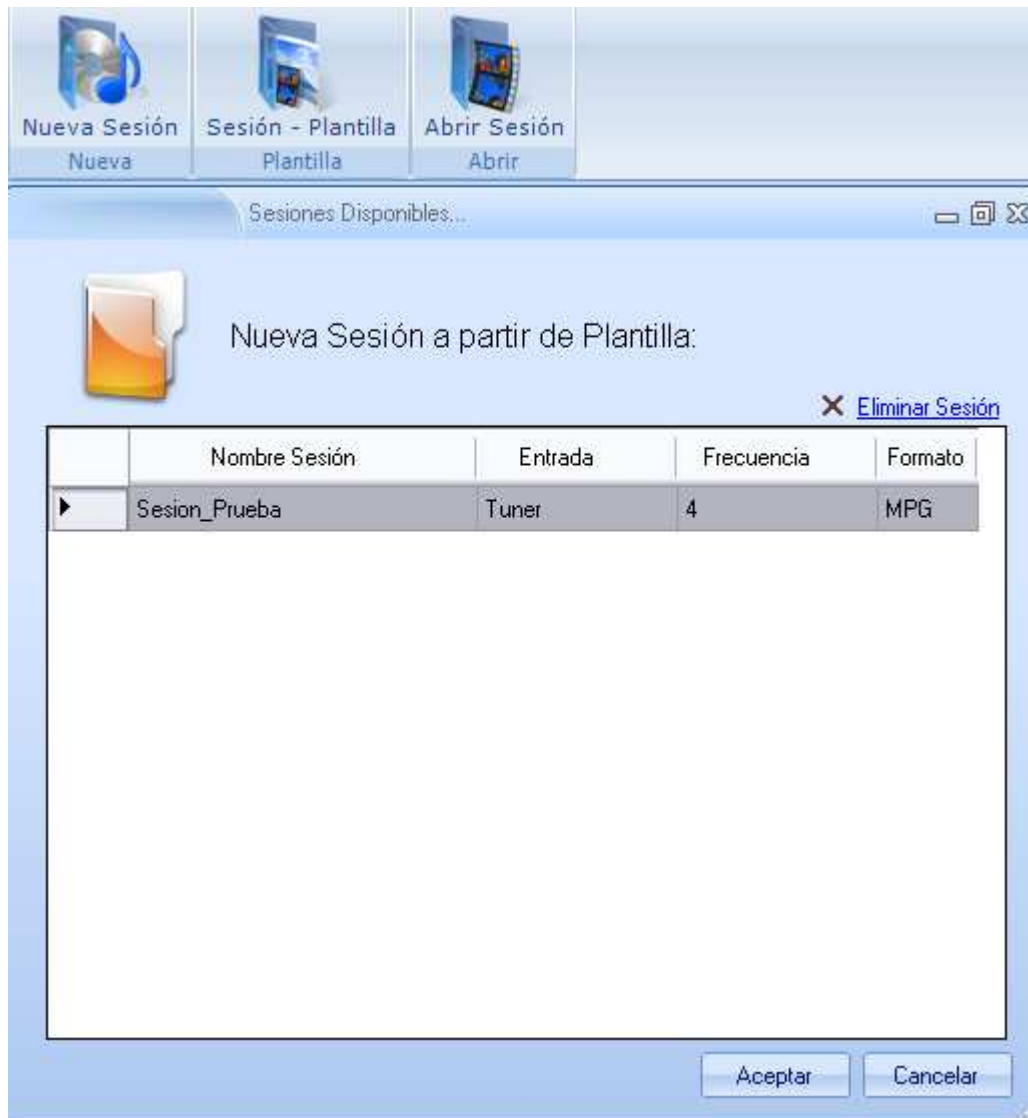 Nueva Sesión
Sesión - Plantilla
Abrir Sesión
Nueva
Plantilla
Abrir
Sesiones Disponibles...
Nueva Sesión a partir de Plantilla:
Eliminar Sesión
Nombre Sesión Entrada Frecuencia Formato
Sesion_Prueba Tuner 4 MPG
Aceptar Cancelar